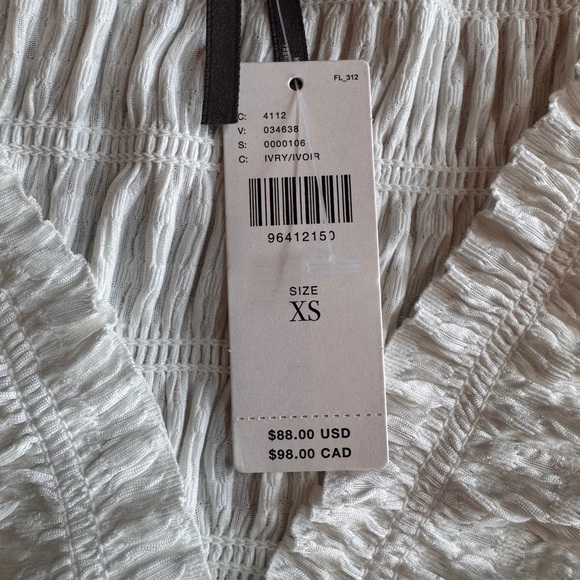 FL_312
C: 4112
V: 034638
S: 0000106
C: IVRY/IVOIR
96412150
SIZE
XS
$88.00 USD
$98.00 CAD